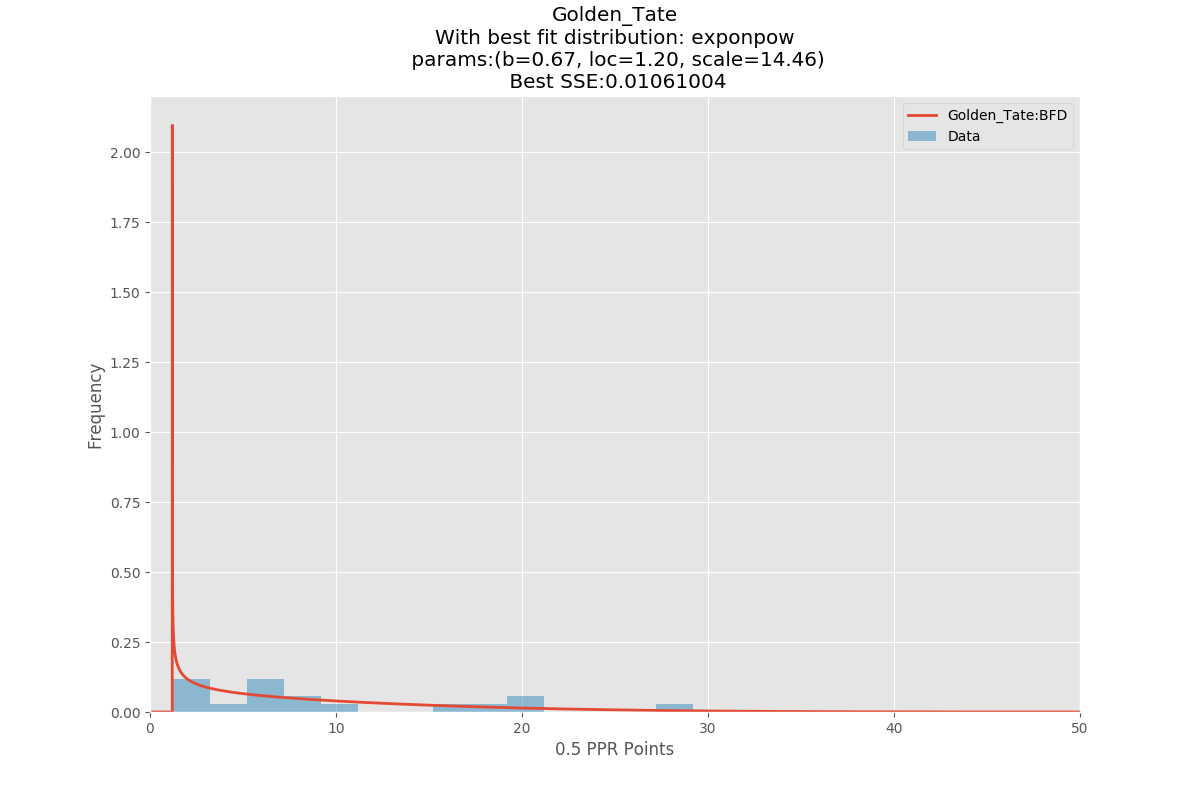 Golden_Tate
With best fit distribution: exponpow
params:(b=0.67, loc=1.20, scale=14.46)
Best SSE:0.01061004
Golden_Tate:BFD
Data
2.00
1.75
1.50
1.25
1.00
0.75
0.50
0.25
0.00
Frequency
0 10 20 30 40 50
0.5 PPR Points